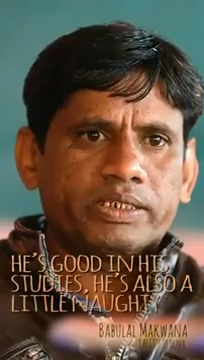 HE'S GOOD IN HIS
STUDIES, HE'S ALSO A
LITTLE NAUGHTY
BABULAL MAKWANA